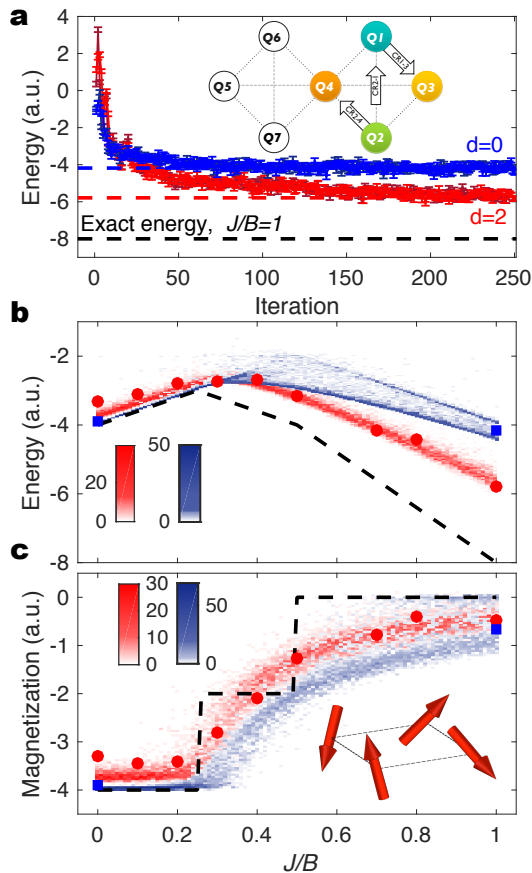 a
4
2
0
-2
-4
-6
-8
Energy (a.u.)
Q6
Q1
Q5
Q4
Q3
Q7
Q2
CR1-3
CR2-1
CR2-4
d=0
d=2
Exact energy, J/B=1
0 50 100 150 200 250
Iteration
b
-2
-4
-6
-8
Energy (a.u.)
20
0
50
0
c
0
-1
-2
-3
-4
Magnetization (a.u.)
30
20
10
0
50
0
0 0.2 0.4 0.6 0.8 1
J/B